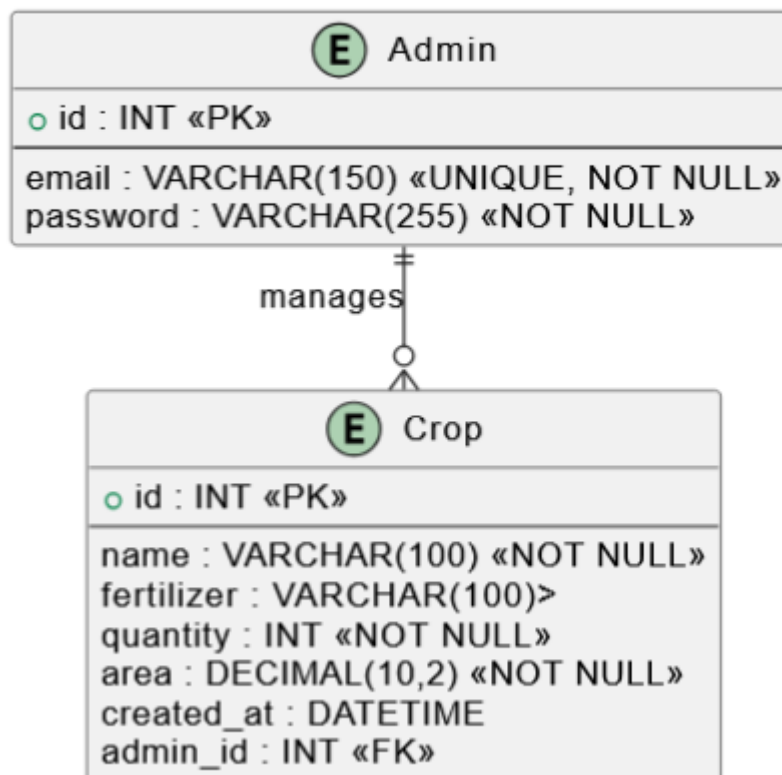 E Admin
id : INT «PK»
email : VARCHAR(150) «UNIQUE, NOT NULL»
password : VARCHAR(255) «NOT NULL»
manages
E Crop
id : INT «PK»
name : VARCHAR(100) «NOT NULL»
fertilizer : VARCHAR(100)>
quantity : INT «NOT NULL»
area : DECIMAL(10,2) «NOT NULL»
created_at : DATETIME
admin_id : INT «FK»